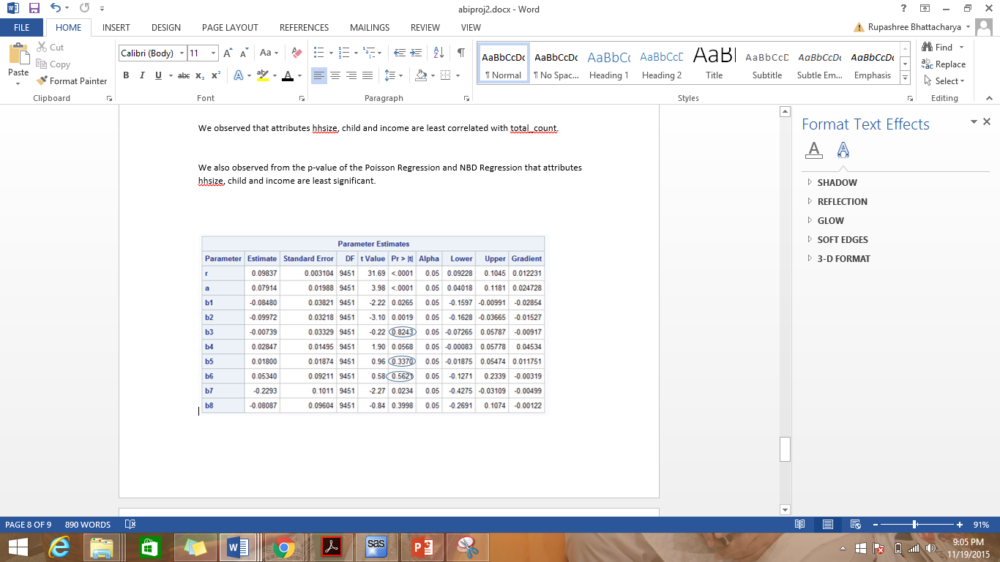 abiproj2.docx - Word
FILE HOME INSERT DESIGN PAGE LAYOUT REFERENCES MAILINGS REVIEW VIEW Rupashree Bhattacharya
Paste
Cut
Copy
Format Painter
Clipboard
Calibri (Body) 11
Font
Paragraph
AaBbCcDc AaBbCcDc AaBbCc AaBbCcC AaBl AaBbCcD AaBbCcDc AaBbCcDc
¶ Normal ¶ No Spac... Heading 1 Heading 2 Title Subtitle Subtle Em... Emphasis
Styles
Find
Replace
Select
Editing
We observed that attributes hhsize, child and income are least correlated with total_count.
We also observed from the p-value of the Poisson Regression and NBD Regression that attributes
hhsize, child and income are least significant.
Parameter Estimates
Parameter Estimate Standard Error DF t Value Pr > |t| Alpha Lower Upper Gradient
r 0.09837 0.003104 9451 31.69 <.0001 0.05 0.09228 0.1045 0.012231
a 0.07914 0.01988 9451 3.98 <.0001 0.05 0.04018 0.1181 0.024728
b1 -0.08480 0.03821 9451 -2.22 0.0265 0.05 -0.1597 -0.00991 -0.02854
b2 -0.09972 0.03218 9451 -3.10 0.0019 0.05 -0.1628 -0.03665 -0.01527
b3 -0.00739 0.03329 9451 -0.22 0.8243 0.05 -0.07265 0.05787 -0.00917
b4 0.02847 0.01495 9451 1.90 0.0568 0.05 -0.00083 0.05778 0.04534
b5 0.01800 0.01874 9451 0.96 0.3370 0.05 -0.01875 0.05474 0.011751
b6 0.05340 0.09211 9451 0.58 0.5621 0.05 -0.1271 0.2339 -0.00319
b7 -0.2293 0.1011 9451 -2.27 0.0234 0.05 -0.4275 -0.03109 -0.00499
b8 -0.08087 0.09604 9451 -0.84 0.3998 0.05 -0.2691 0.1074 -0.00122
Format Text Effects
SHADOW
REFLECTION
GLOW
SOFT EDGES
3-D FORMAT
PAGE 8 OF 9 890 WORDS 91%
sas
9:05 PM
11/19/2015